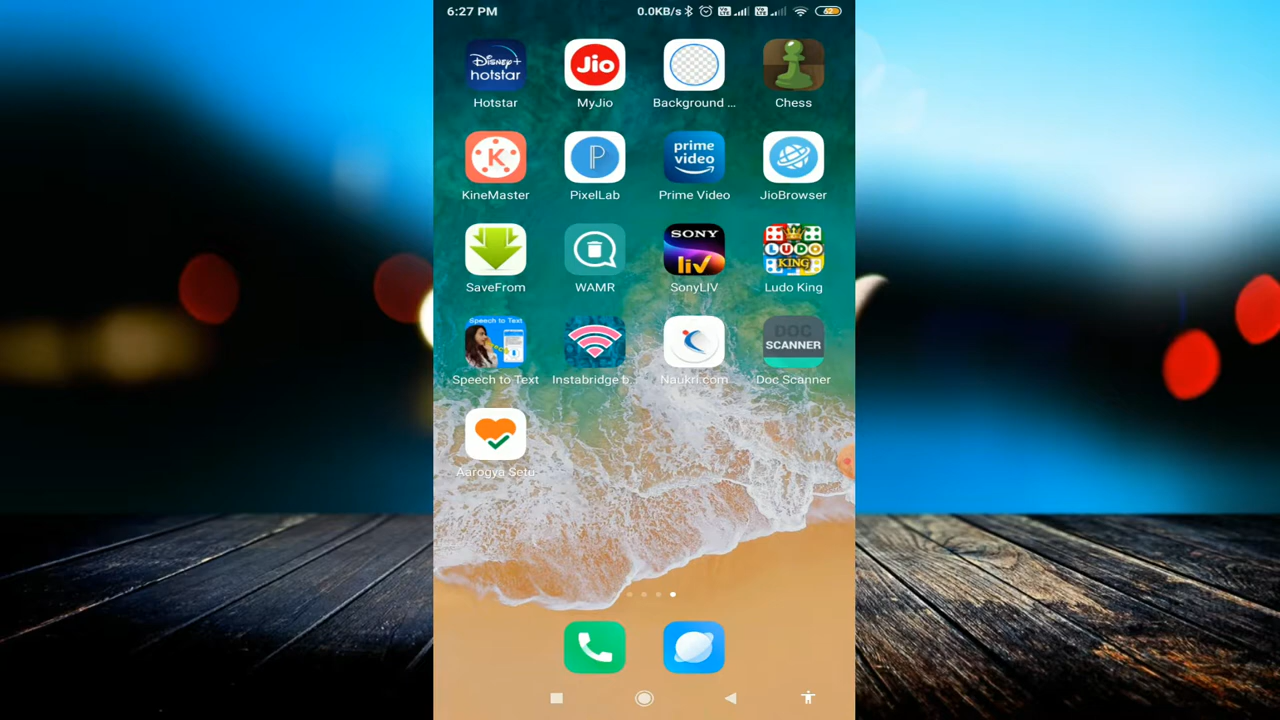 6:27 PM
0.0KB/s
62
Disney+
hotstar
Jio
Hotstar
MyJio
Background ...
Chess
K
P
prime
video
KineMaster
PixelLab
Prime Video
JioBrowser
SONY
liv
LUDO
KING
SaveFrom
WAMR
SonyLIV
Ludo King
Speech to Text
DOC
SCANNER
Speech to Text
Instabridge b..
Naukri.com
Doc Scanner
Aarogya Setu